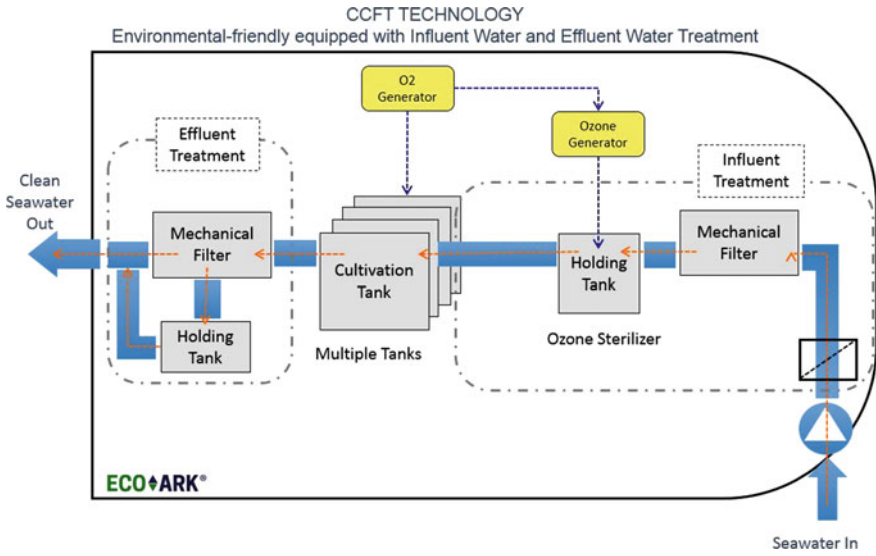 CCFT TECHNOLOGY
Environmental-friendly equipped with Influent Water and Effluent Water Treatment
O2
Generator
Ozone
Generator
Effluent
Treatment
Influent
Treatment
Clean
Seawater
Out
Mechanical
Filter
Cultivation
Tank
Holding
Tank
Mechanical
Filter
Holding
Tank
Multiple Tanks
Ozone Sterilizer
ECO ARK®
Seawater In